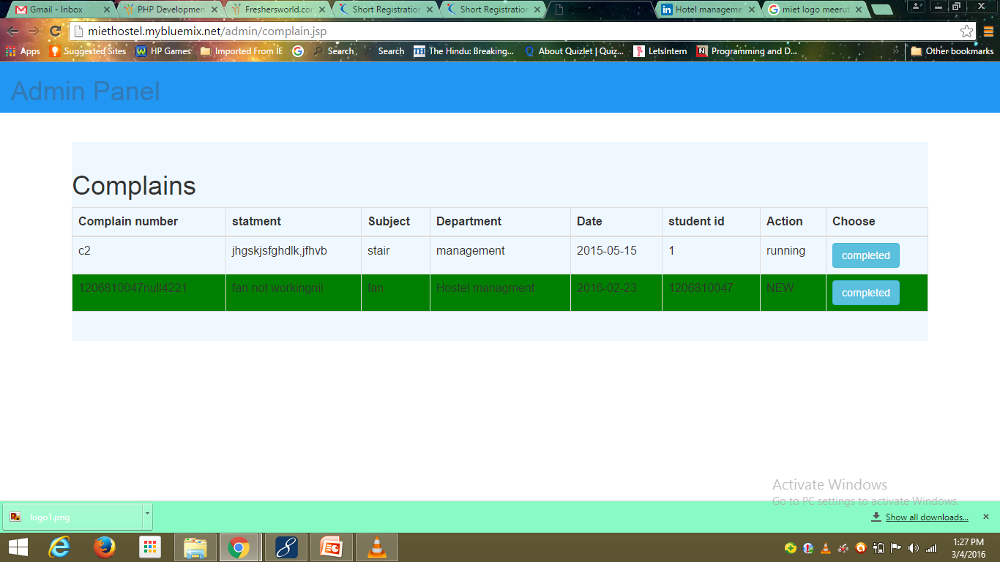 Gmail - Inbox PHP Developmen Freshersworld.co Short Registration Short Registration Admi Hotel manageme miet logo meerut
miethostel.mybluemix.net/admin/complain.jsp
Apps Suggested Sites HP Games Imported From IE Search Search The Hindu: Breaking... About Quizlet | Quiz... LetsIntern Programming and D... Other bookmarks
Admin Panel
Complains
Complain number statment Subject Department Date student id Action Choose
c2 jhgskjsfghdlk,jfhvb stair management 2015-05-15 1 running completed
1206810047null4221 fan not workingnil fan Hostel managment 2016-02-23 1206810047 NEW completed
Activate Windows
Go to PC settings to activate Windows.
logo1.png Show all downloads...
1:27 PM
3/4/2016